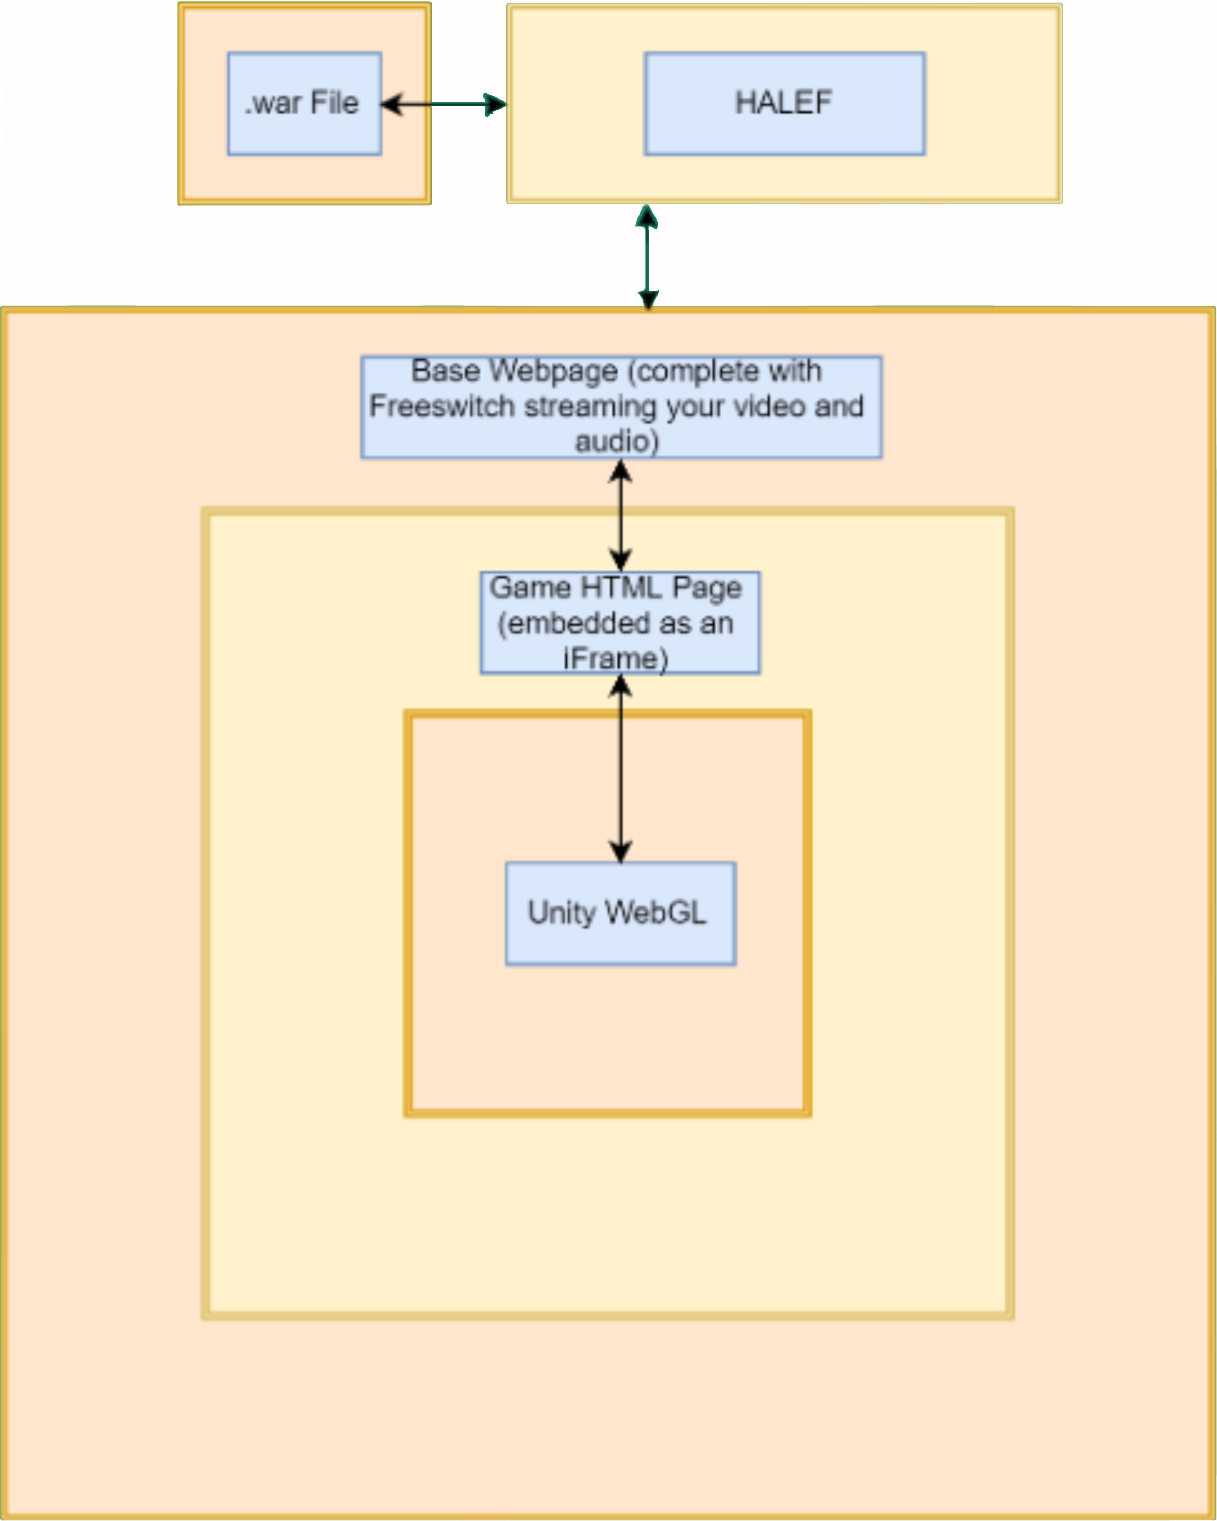 .war File
HALEF
Base Webpage (complete with
Freeswitch streaming your video and
audio)
Game HTML Page
(embedded as an
iFrame)
Unity WebGL